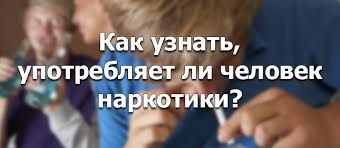 Как узнать,
употребляет ли человек
наркотики?